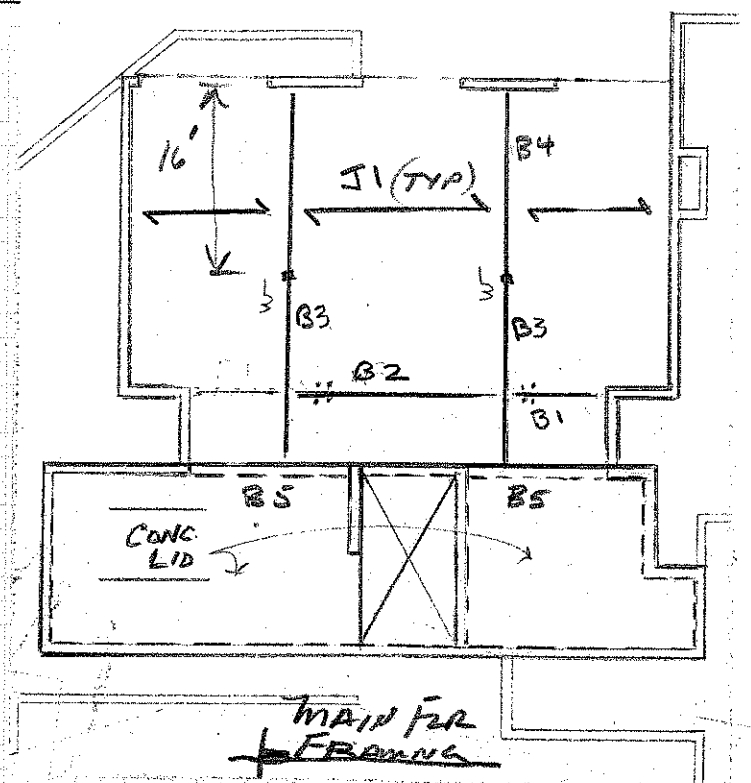 16'
J1 (TYP)
B4
B3
B3
B2
B1
B5
B5
CONC.
LID
MAIN FLR
FRAMING